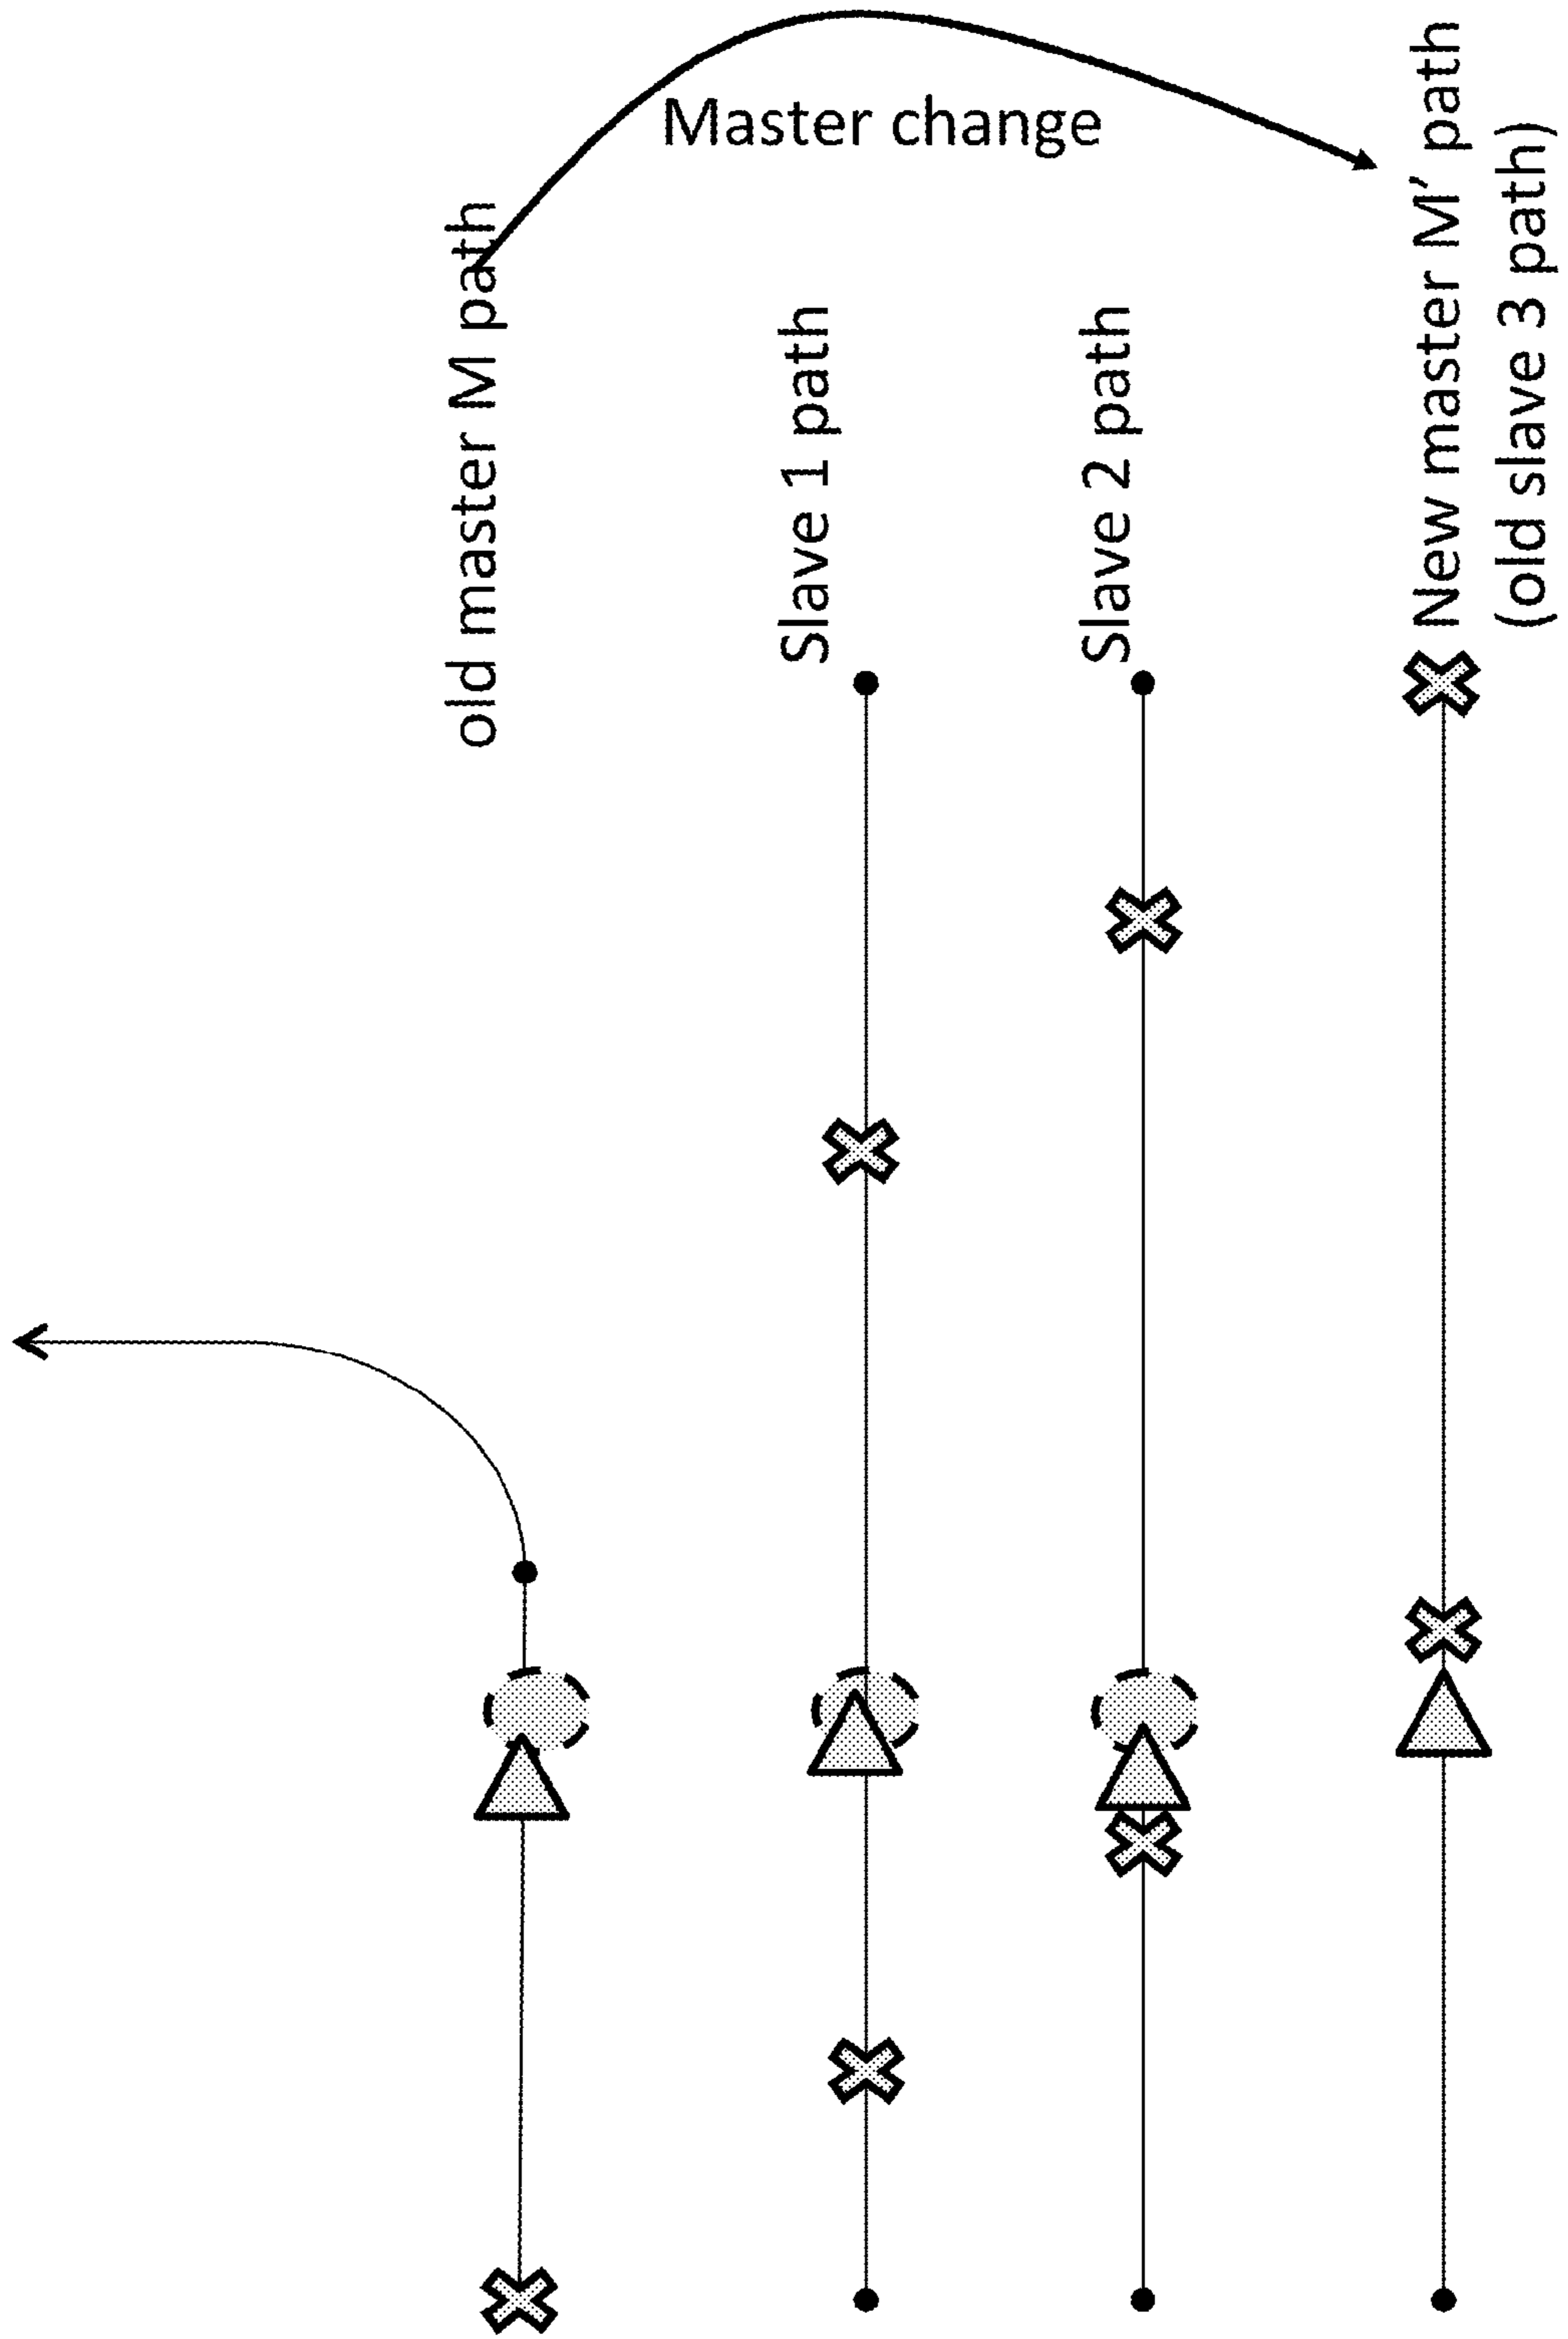 Master change
old master M path
Slave 1 path
Slave 2 path
New master M' path
(old slave 3 path)